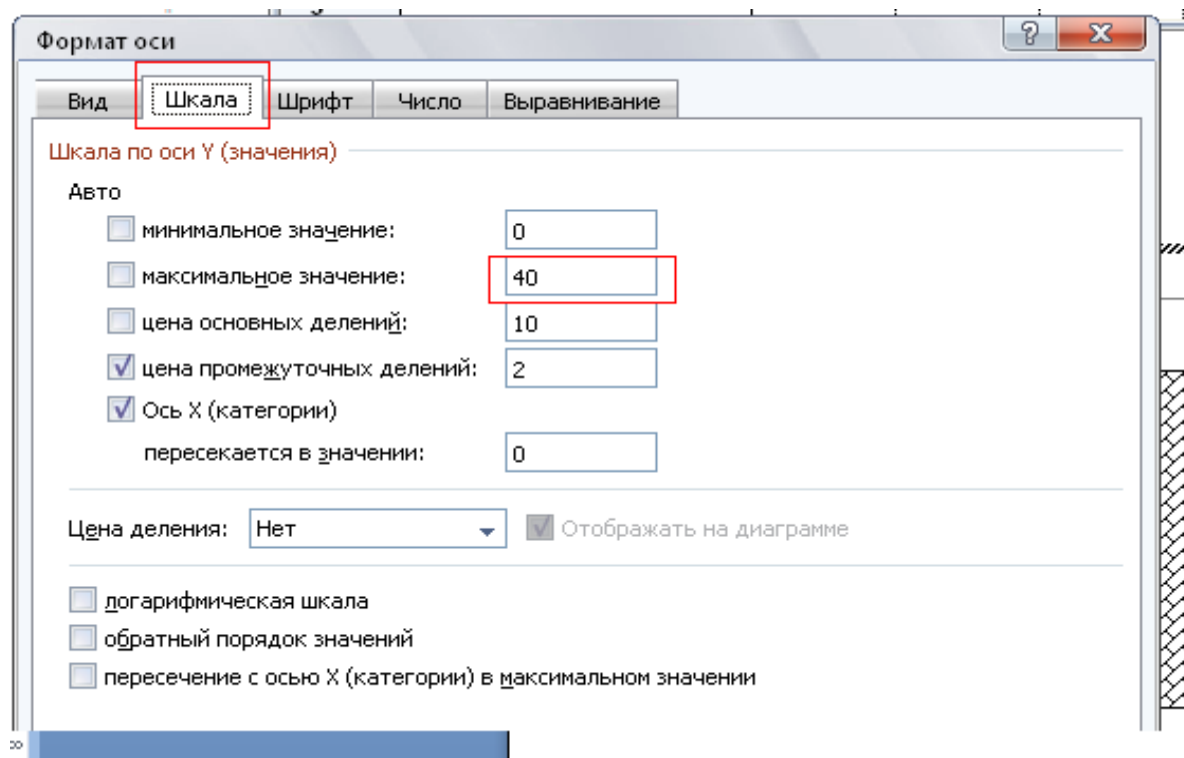 Формат оси
Вид Шкала Шрифт Число Выравнивание
Шкала по оси Y (значения)
Авто
минимальное значение: 0
максимальное значение: 40
цена основных делений: 10
цена промежуточных делений: 2
Ось X (категории)
пересекается в значении: 0
Цена деления: Нет Отображать на диаграмме
логарифмическая шкала
обратный порядок значений
пересечение с осью X (категории) в максимальном значении